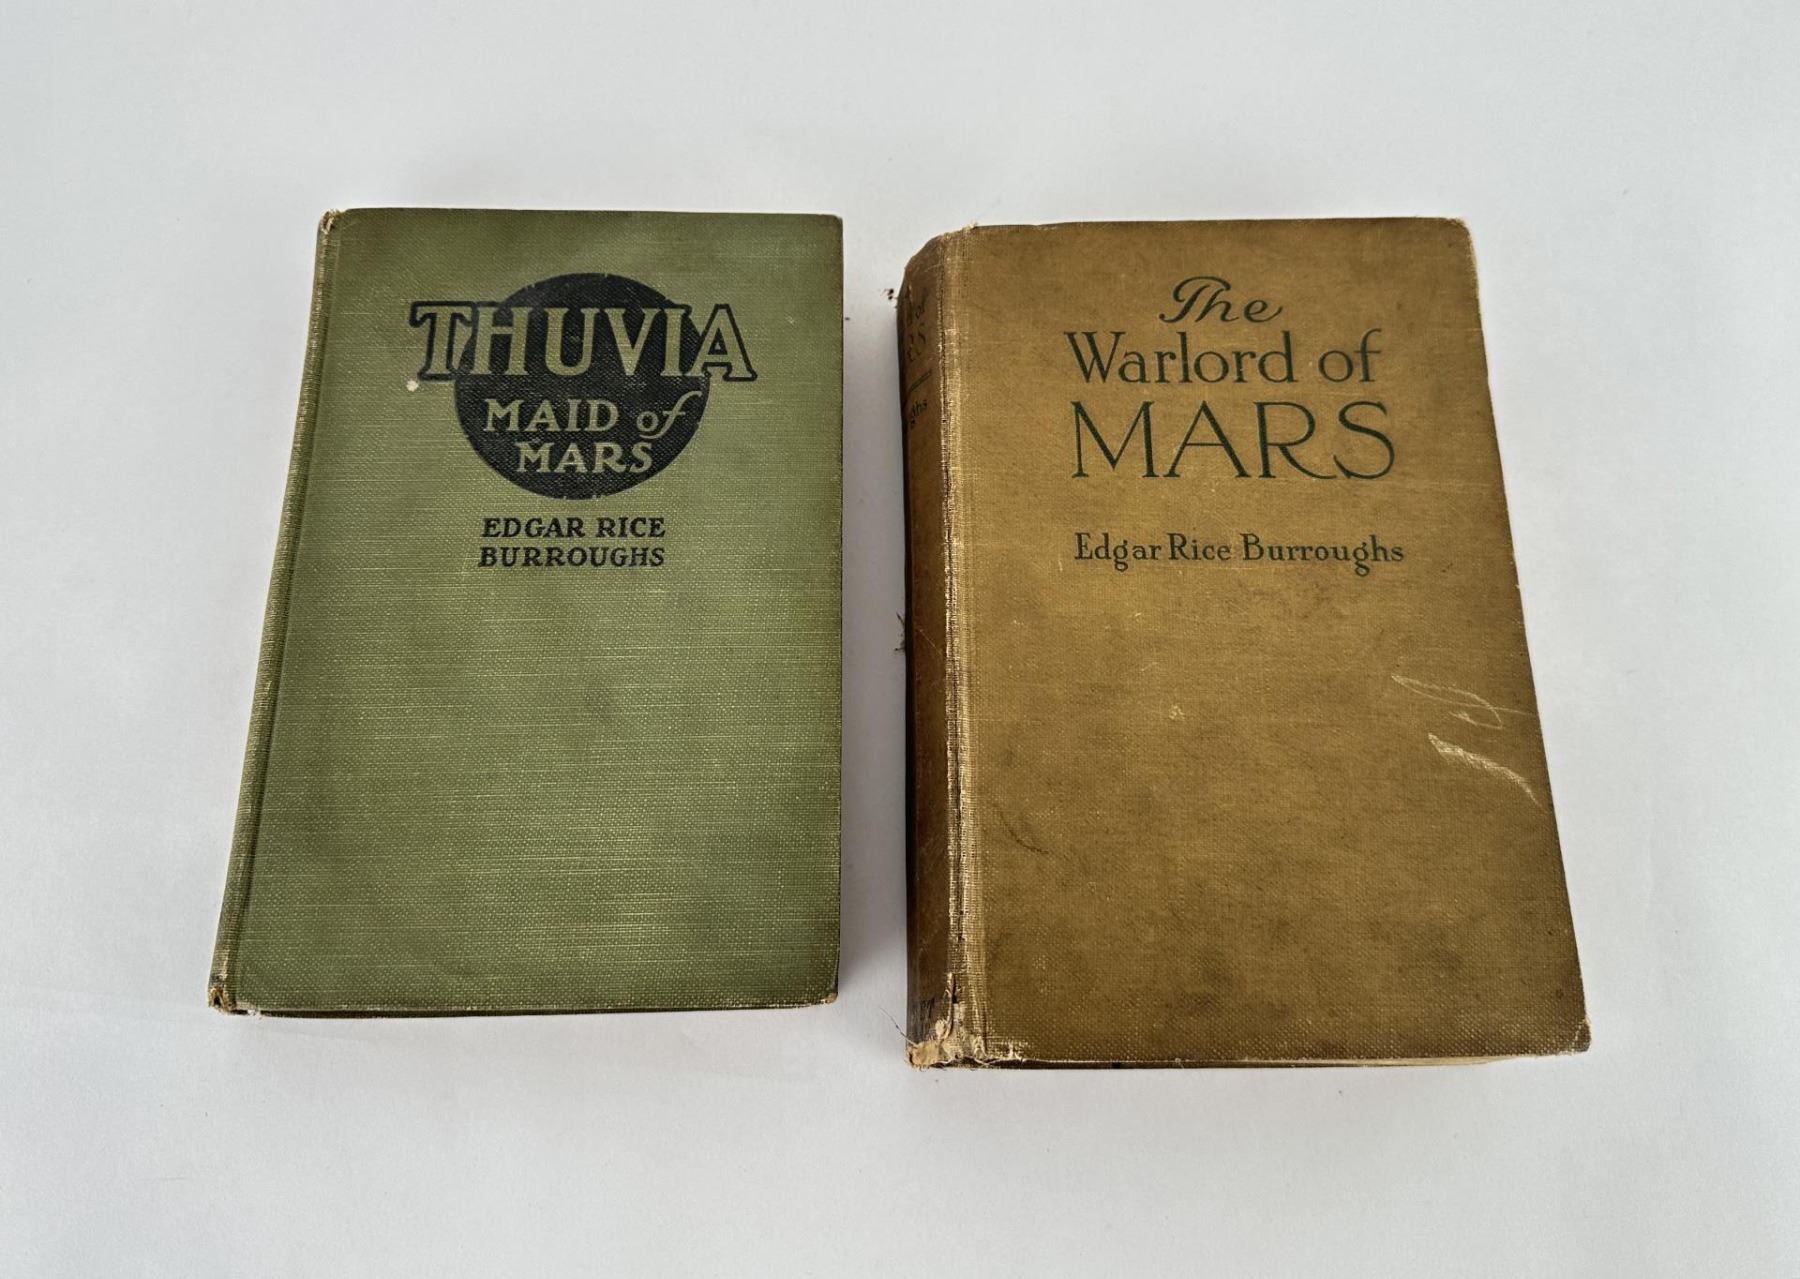 THUVIA
MAID of
MARS
EDGAR RICE
BURROUGHS
The
Warlord of
MARS
Edgar Rice Burroughs